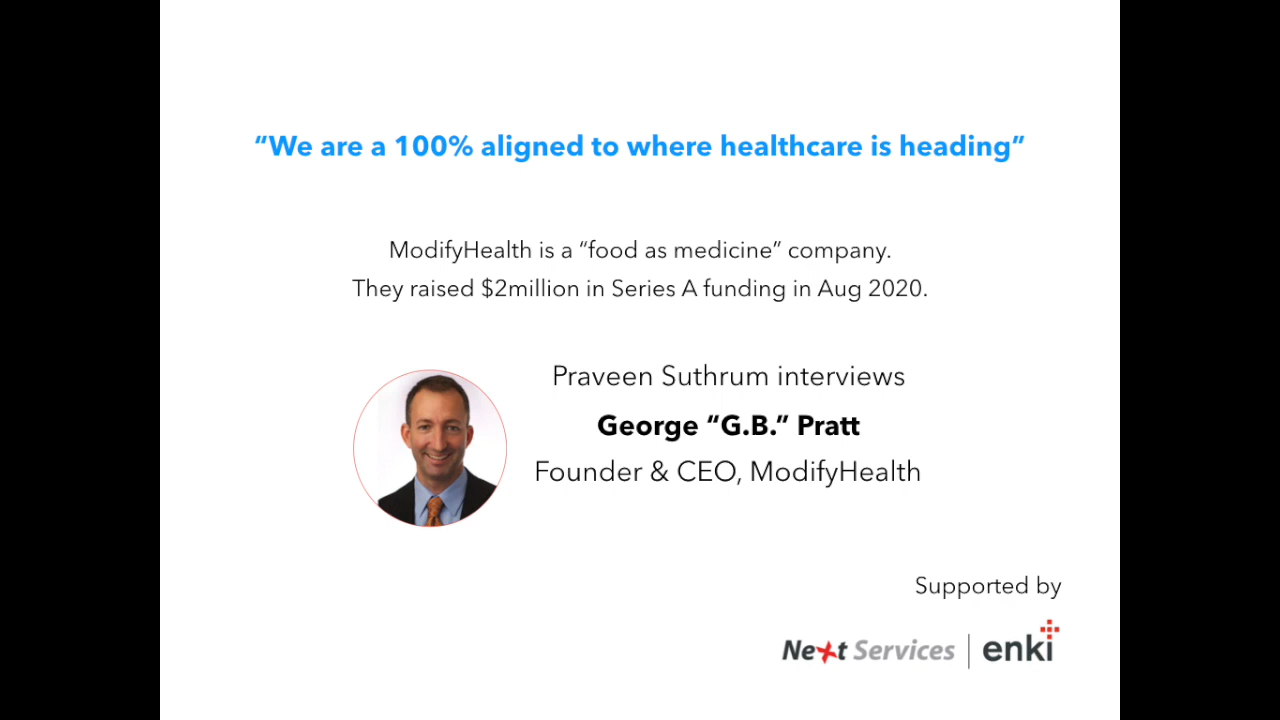 “We are a 100% aligned to where healthcare is heading”
ModifyHealth is a “food as medicine” company.
They raised $2million in Series A funding in Aug 2020.
Praveen Suthrum interviews
George “G.B.” Pratt
Founder & CEO, ModifyHealth
Supported by
Next Services | enki